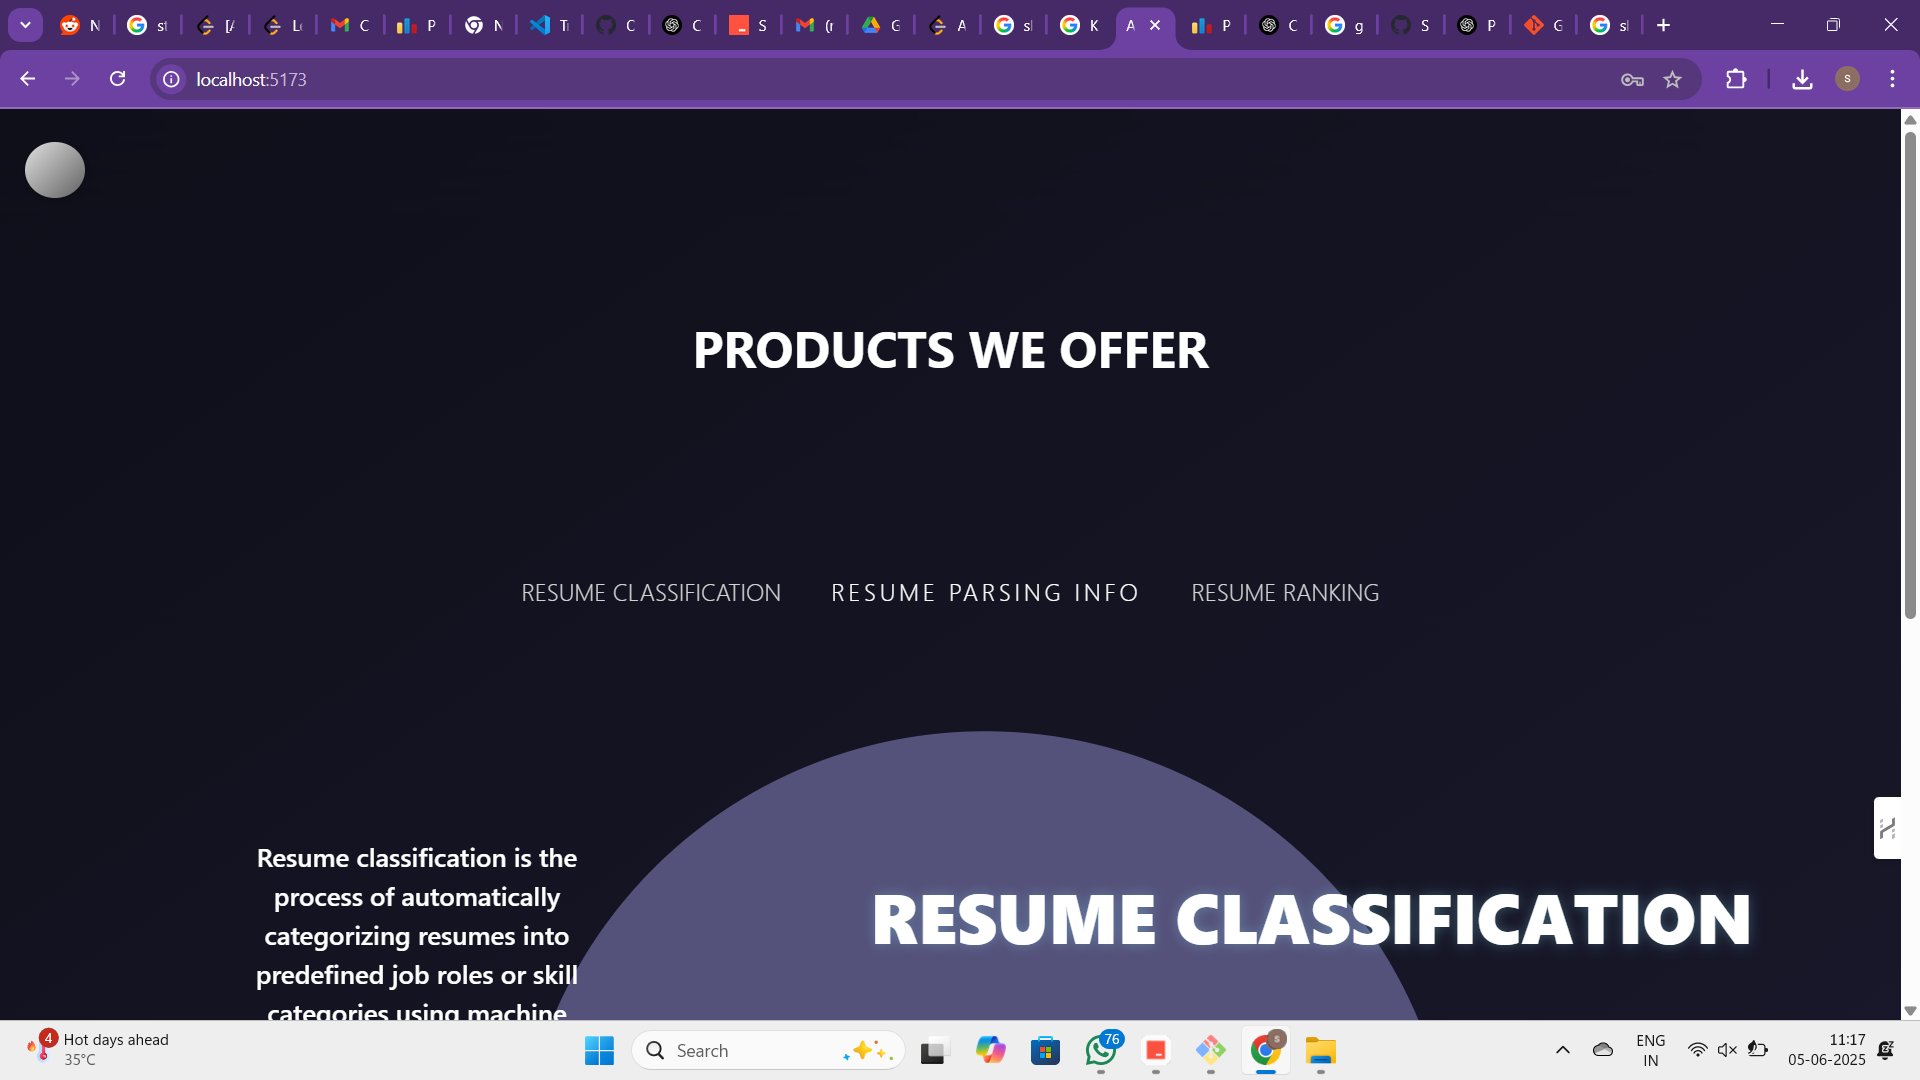 N
st
[A
Le
C
P
N
Ti
C
C
S
(r
G
A
sl
K
A
P
C
g
S
P
G
sl
localhost:5173
S
PRODUCTS WE OFFER
RESUME CLASSIFICATION RESUME PARSING INFO RESUME RANKING
Resume classification is the
process of automatically
categorizing resumes into
predefined job roles or skill
categories using machine
RESUME CLASSIFICATION
4
Hot days ahead
35°C
Search
76
S
ENG
IN
11:17
05-06-2025